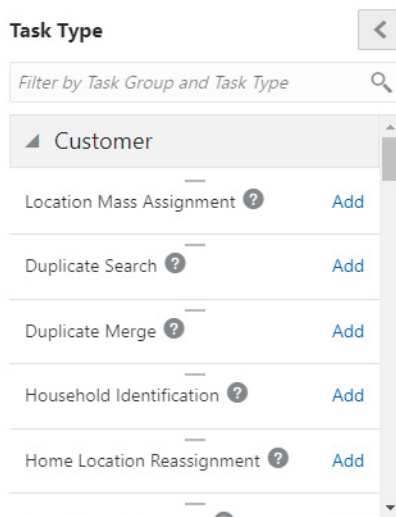 Task Type
Filter by Task Group and Task Type
Customer
Location Mass Assignment ? Add
Duplicate Search ? Add
Duplicate Merge ? Add
Household Identification ? Add
Home Location Reassignment ? Add